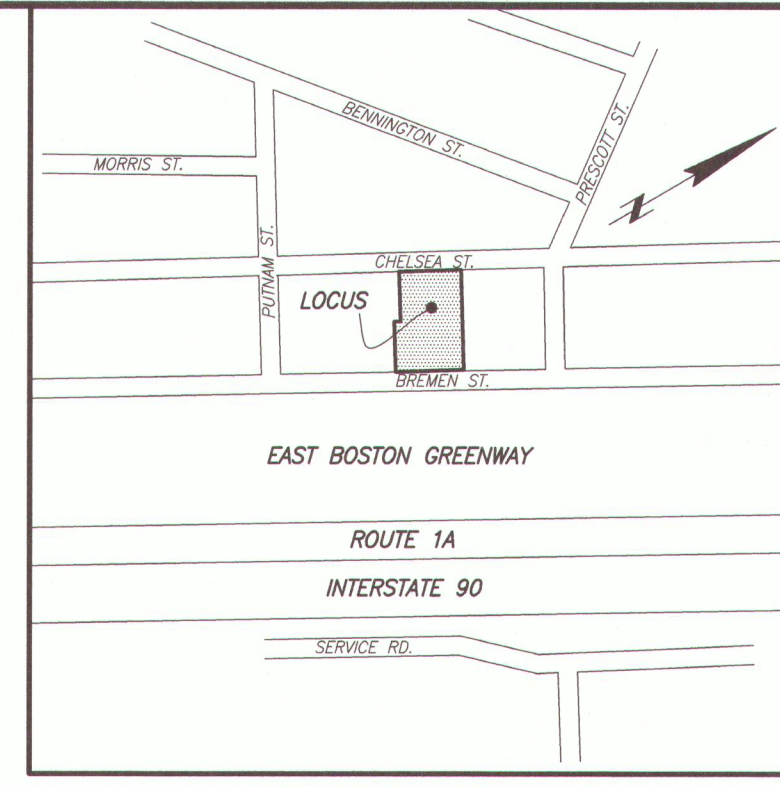 BENNINGTON ST.
PRESCOTT ST.
MORRIS ST.
N
PUTNAM ST.
CHELSEA ST.
LOCUS
BREMEN ST.
EAST BOSTON GREENWAY
ROUTE 1A
INTERSTATE 90
SERVICE RD.